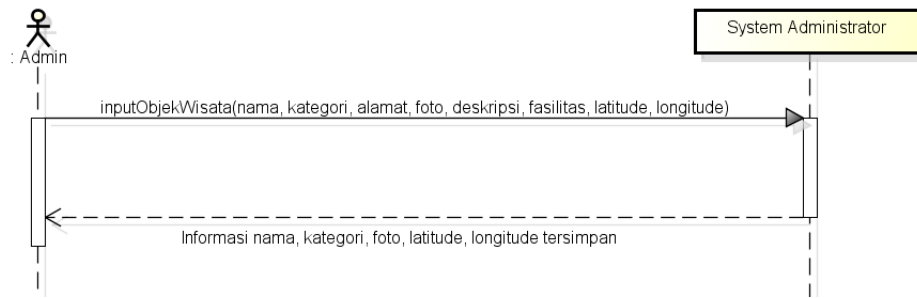 : Admin
System Administrator
inputObjekWisata(nama, kategori, alamat, foto, deskripsi, fasilitas, latitude, longitude)
Informasi nama, kategori, foto, latitude, longitude tersimpan